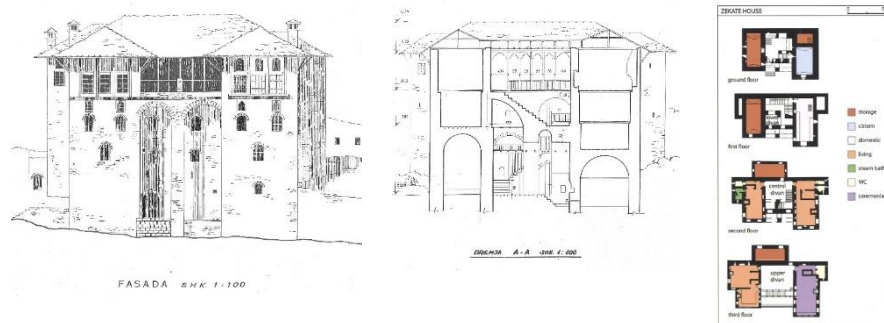 FASADA SHK 1:100
A-A SHK. 1:100
ZEKATE HOUSE
ground floor
first floor
central
divan
second floor
upper
divan
third floor
storage
cistern
domestic
living
steam bath
WC
ceremonial